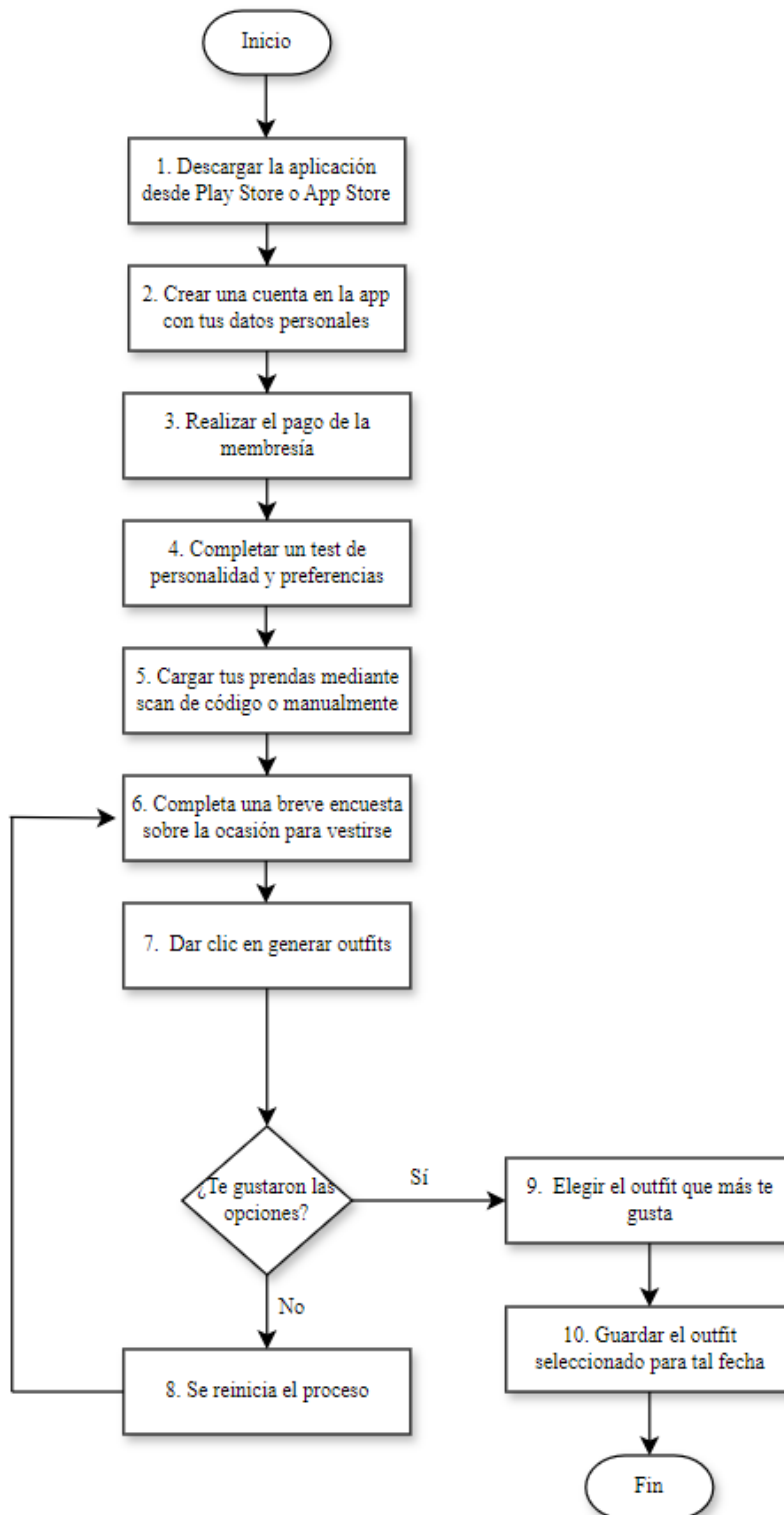 Inicio
1. Descargar la aplicación
desde Play Store o App Store
2. Crear una cuenta en la app
con tus datos personales
3. Realizar el pago de la
membresía
4. Completar un test de
personalidad y preferencias
5. Cargar tus prendas mediante
scan de código o manualmente
6. Completa una breve encuesta
sobre la ocasión para vestirse
7. Dar clic en generar outfits
¿Te gustaron las
opciones?
Sí
9. Elegir el outfit que más te
gusta
No
10. Guardar el outfit
seleccionado para tal fecha
8. Se reinicia el proceso
Fin